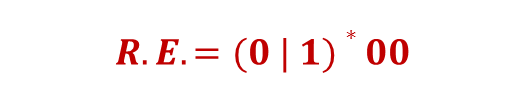 R.E.= (0 | 1) * 00